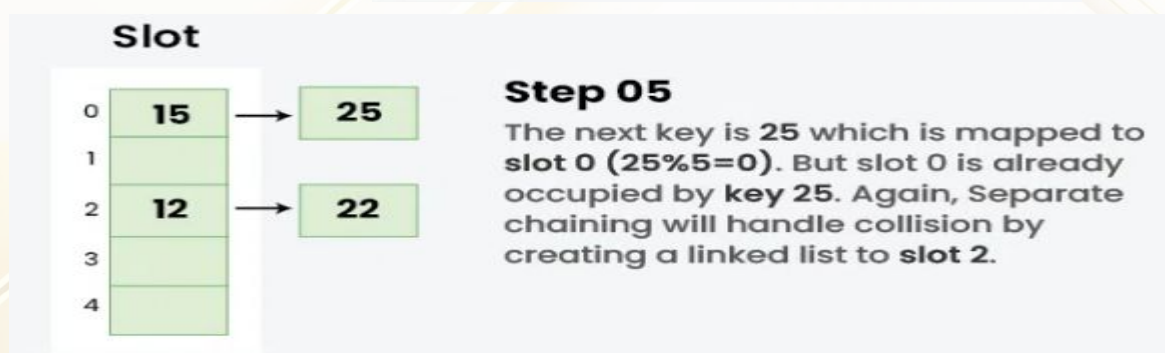 Slot
0 15 25
1
2 12 22
3
4
Step 05
The next key is 25 which is mapped to
slot 0 (25%5=0). But slot 0 is already
occupied by key 25. Again, Separate
chaining will handle collision by
creating a linked list to slot 2.